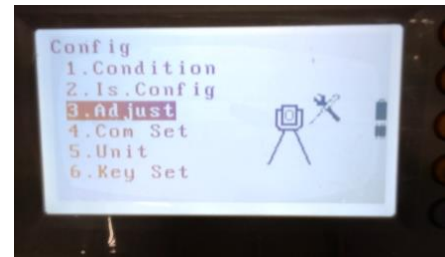 Config
1.Condition
2.Is.Config
3.Adjust
4.Com Set
5.Unit
6.Key Set